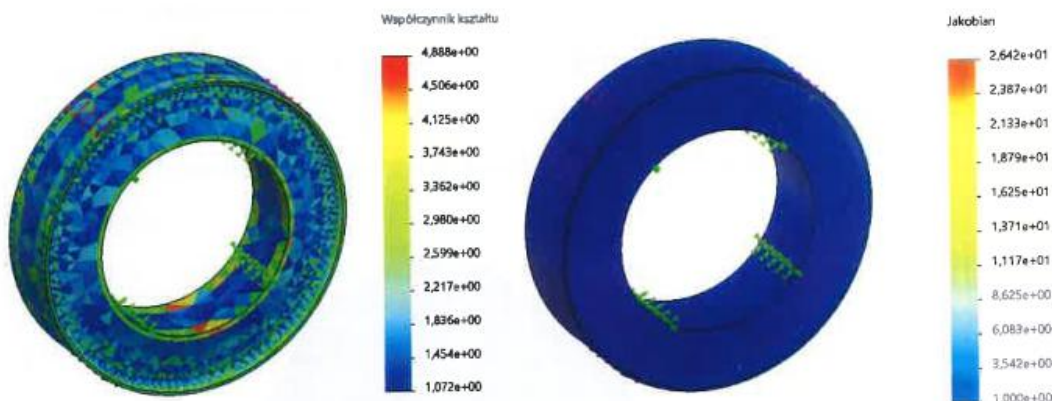 Współczynnik kształtu
4,888e+00
4,506e+00
4,125e+00
3,743e+00
3,362e+00
2,980e+00
2,599e+00
2,217e+00
1,836e+00
1,454e+00
1,072e+00
Jakobian
2,642e+01
2,387e+01
2,133e+01
1,879e+01
1,625e+01
1,371e+01
1,117e+01
8,625e+00
6,083e+00
3,542e+00
1,000e+00